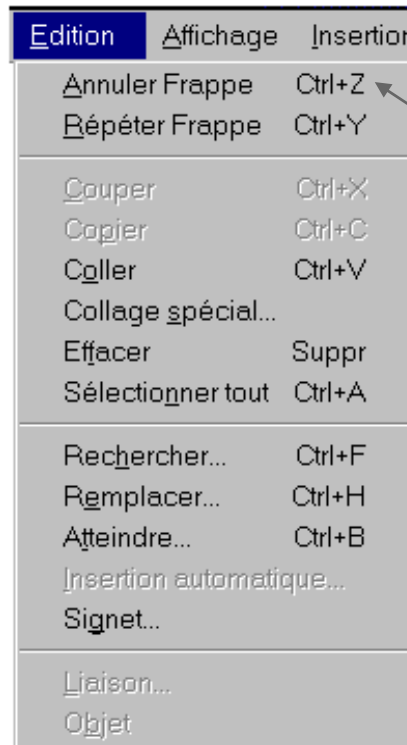 Edition Affichage Insertion
Annuler Frappe Ctrl+Z
Répéter Frappe Ctrl+Y
Couper Ctrl+X
Copier Ctrl+C
Coller Ctrl+V
Collage spécial...
Effacer Suppr
Sélectionner tout Ctrl+A
Rechercher... Ctrl+F
Remplacer... Ctrl+H
Atteindre... Ctrl+B
Insertion automatique...
Signet...
Liaison...
Objet